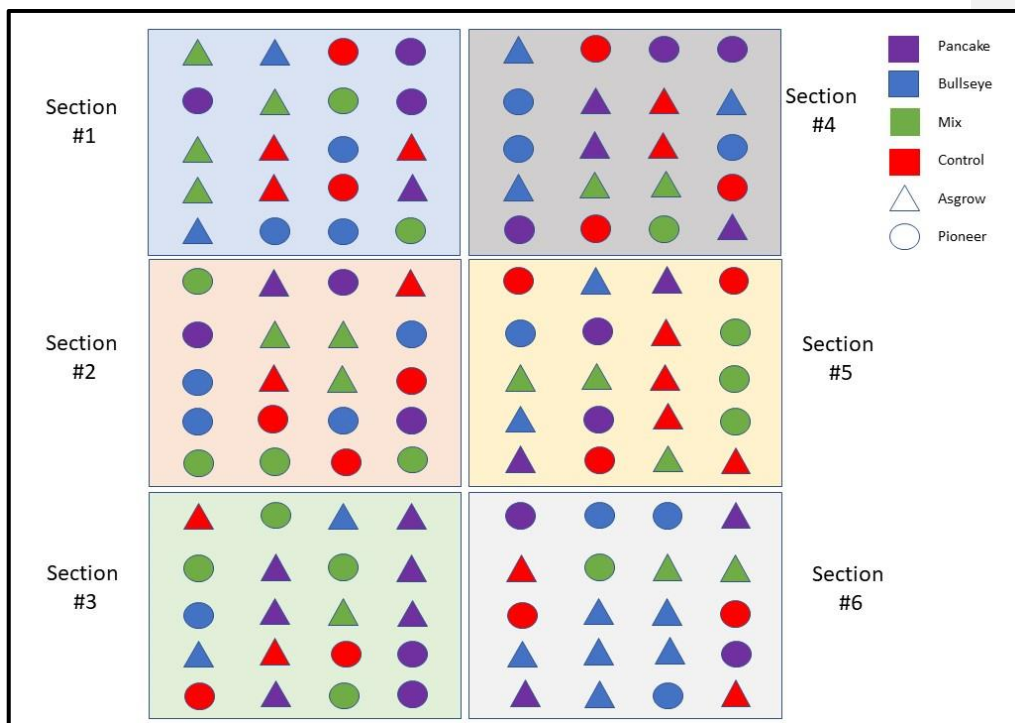 Section
#1
Section
#4
Section
#2
Section
#5
Section
#3
Section
#6
Pancake
Bullseye
Mix
Control
Asgrow
Pioneer